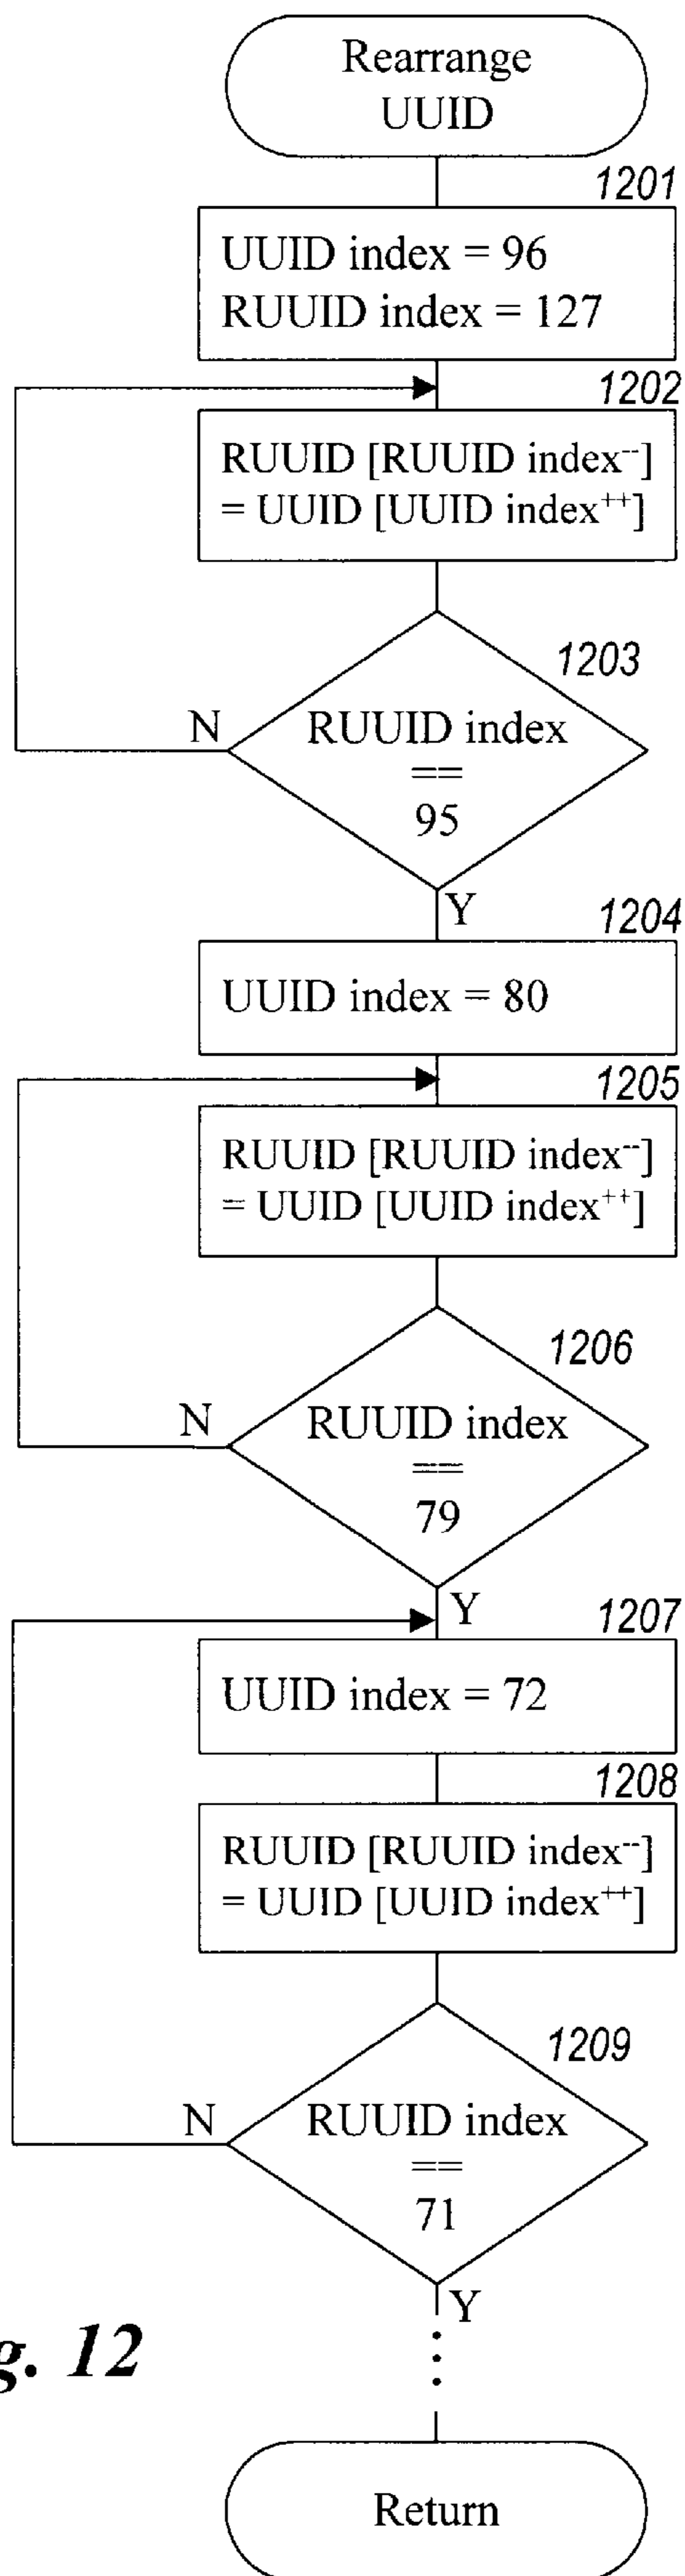 Rearrange
UUID
1201
UUID index = 96
RUUID index = 127
1202
RUUID [RUUID index--]
= UUID [UUID index++]
1203
N
RUUID index
==
95
Y
1204
UUID index = 80
1205
RUUID [RUUID index--]
= UUID [UUID index++]
1206
N
RUUID index
==
79
Y
1207
UUID index = 72
1208
RUUID [RUUID index--]
= UUID [UUID index++]
1209
N
RUUID index
==
71
Y
g. 12
Return